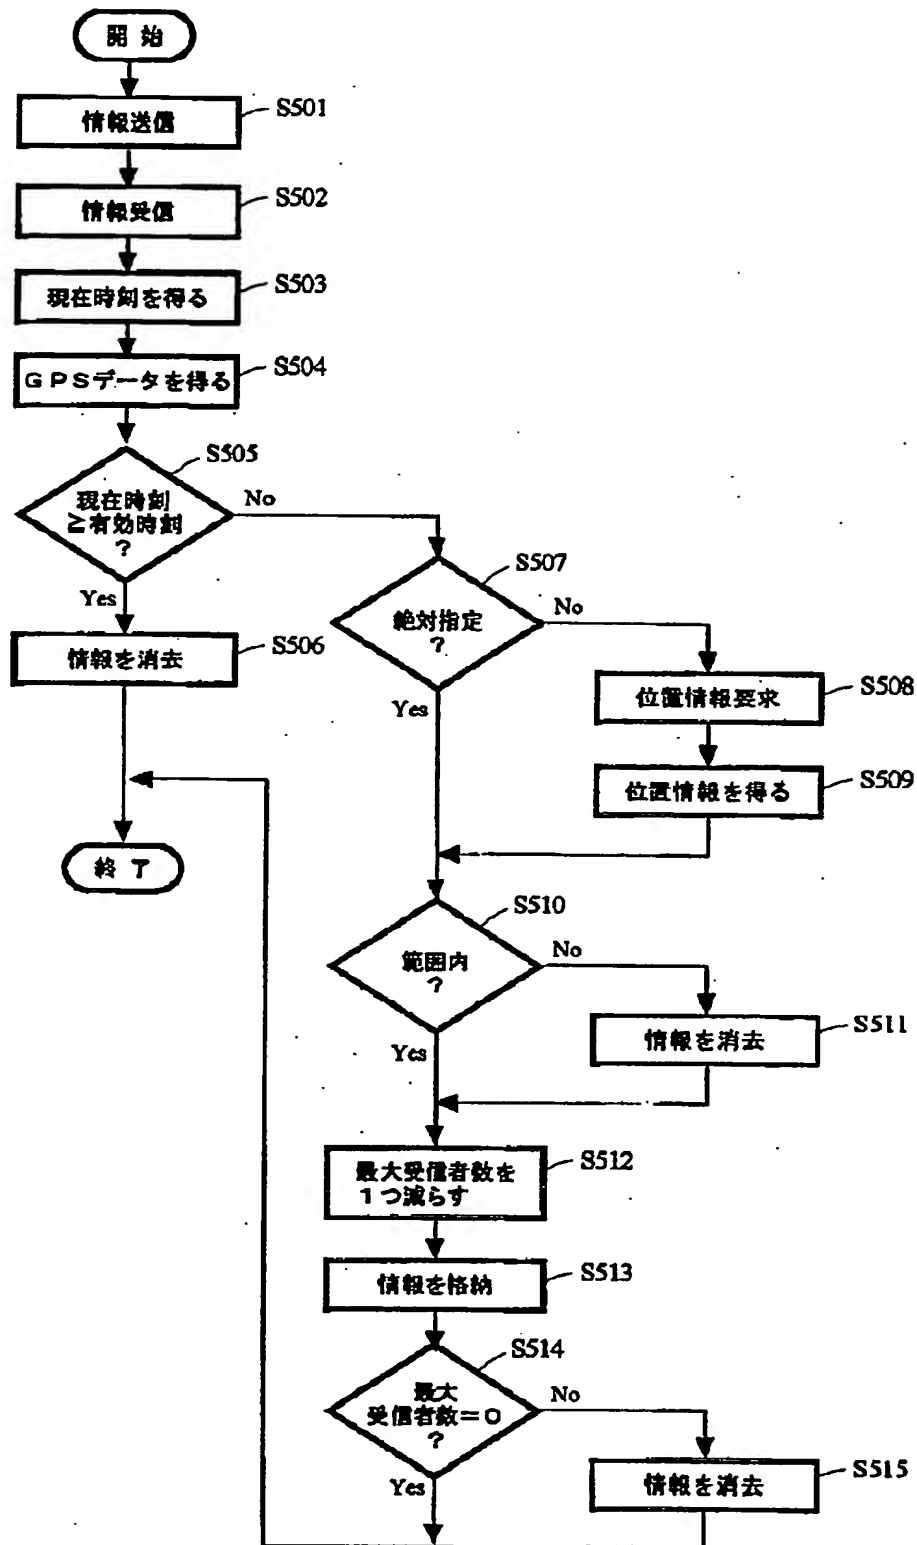 開始
情報送信
S501
情報受信
S502
現在時刻を得る
S503
GPSデータを得る
S504
S505
現在時刻
≧有効時刻
?
No
Yes
情報を消去
S506
終了
S507
絶対指定
?
No
Yes
位置情報要求
S508
位置情報を得る
S509
S510
範囲内
?
No
Yes
情報を消去
S511
最大受信者数を
1つ減らす
S512
情報を格納
S513
S514
最大
受信者数=0
?
No
Yes
情報を消去
S515